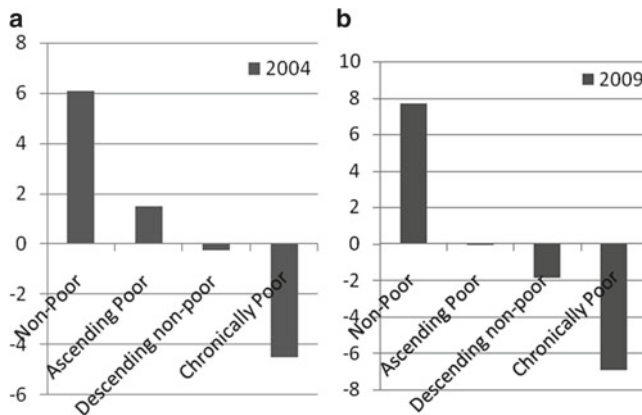 a
2004
8
6
4
2
0
-2
-4
-6
Non-Poor
Ascending Poor
Descending non-poor
Chronically Poor
b
2009
10
8
6
4
2
0
-2
-4
-6
-8
Non-Poor
Ascending Poor
Descending non-poor
Chronically Poor